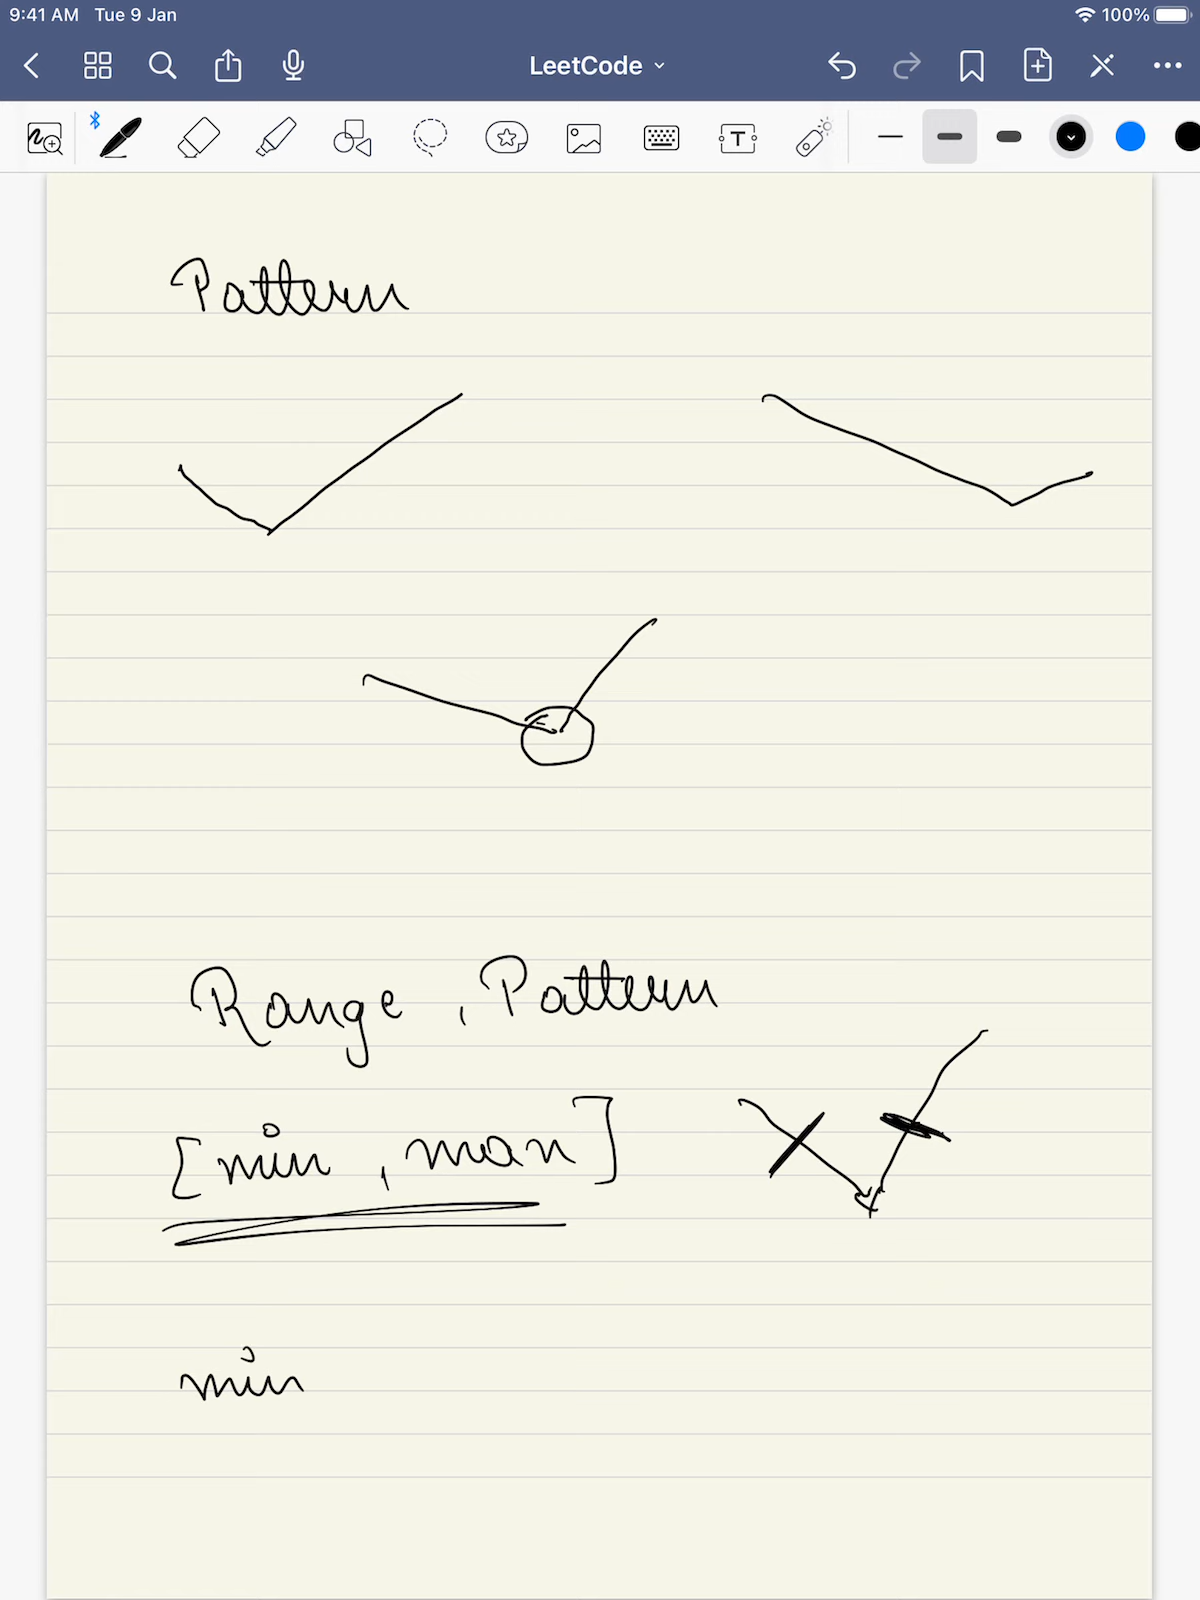 9:41 AM Tue 9 Jan 100%
LeetCode
T
Pattern
Range , Pattern
[min , max]
min